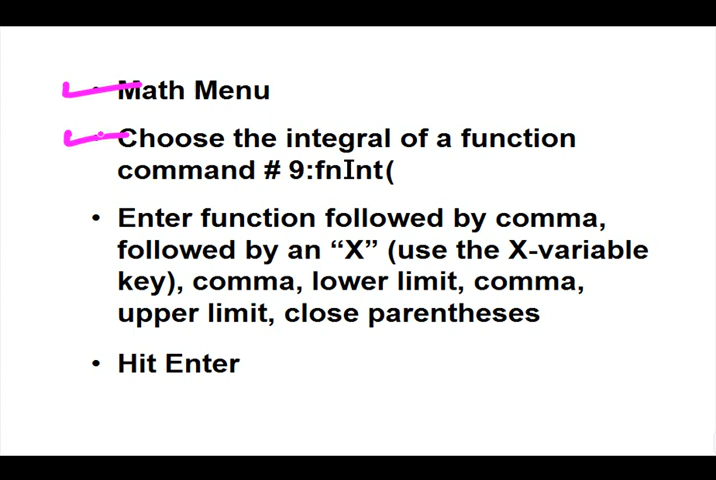 • Math Menu
• Choose the integral of a function
command # 9:fnInt(
• Enter function followed by comma,
followed by an “X” (use the X-variable
key), comma, lower limit, comma,
upper limit, close parentheses
• Hit Enter